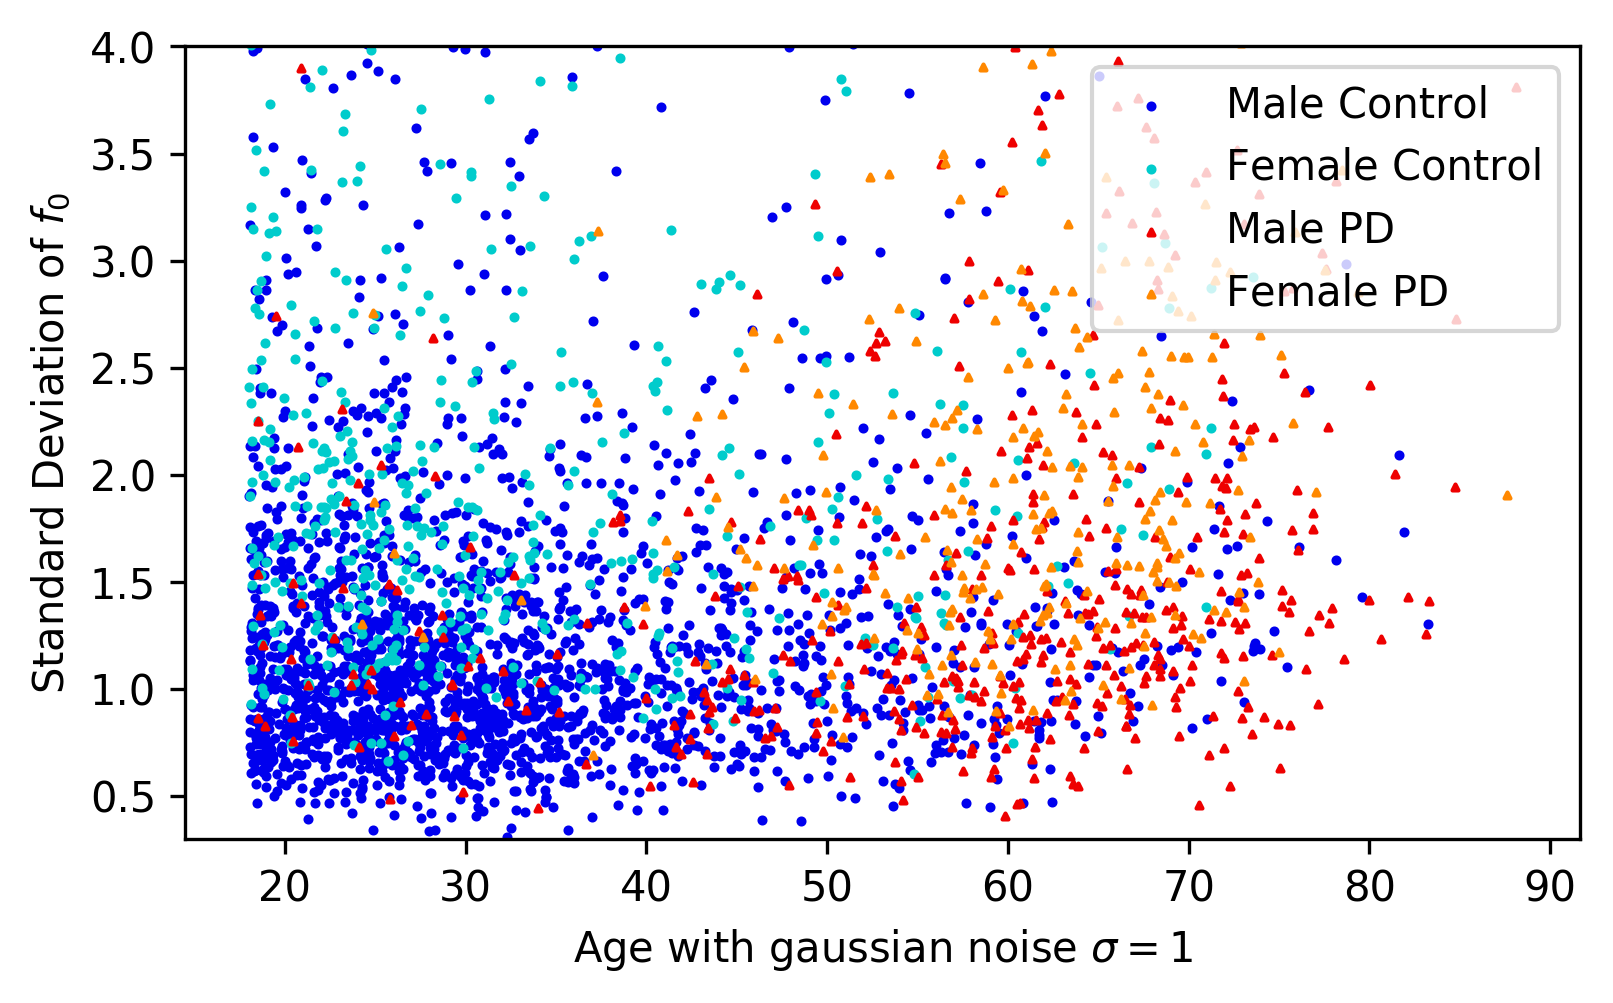 4.0
3.5
3.0
2.5
2.0
1.5
1.0
0.5
Standard Deviation of f₀
Male Control
Female Control
Male PD
Female PD
20 30 40 50 60 70 80 90
Age with gaussian noise σ = 1